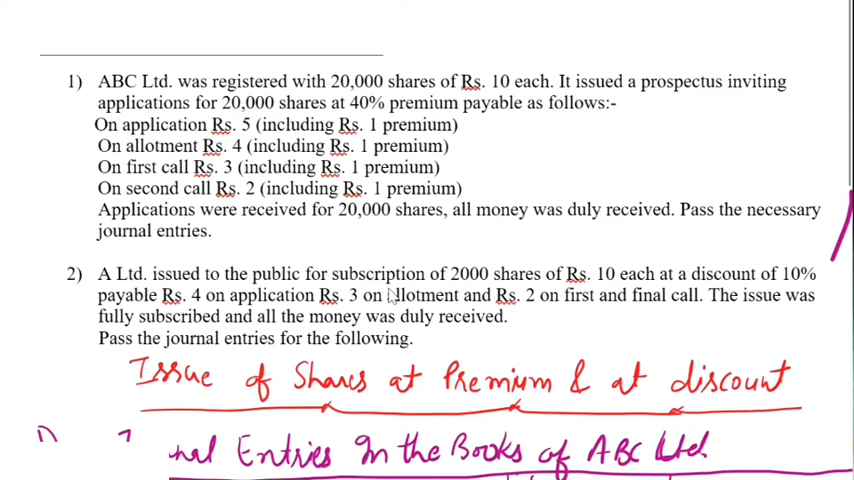 1) ABC Ltd. was registered with 20,000 shares of Rs. 10 each. It issued a prospectus inviting
applications for 20,000 shares at 40% premium payable as follows:-
On application Rs. 5 (including Rs. 1 premium)
On allotment Rs. 4 (including Rs. 1 premium)
On first call Rs. 3 (including Rs. 1 premium)
On second call Rs. 2 (including Rs. 1 premium)
Applications were received for 20,000 shares, all money was duly received. Pass the necessary
journal entries.
2) A Ltd. issued to the public for subscription of 2000 shares of Rs. 10 each at a discount of 10%
payable Rs. 4 on application Rs. 3 on allotment and Rs. 2 on first and final call. The issue was
fully subscribed and all the money was duly received.
Pass the journal entries for the following.
Issue of Shares at Premium & at discount
nal Entries In the Books of ABC Ltd